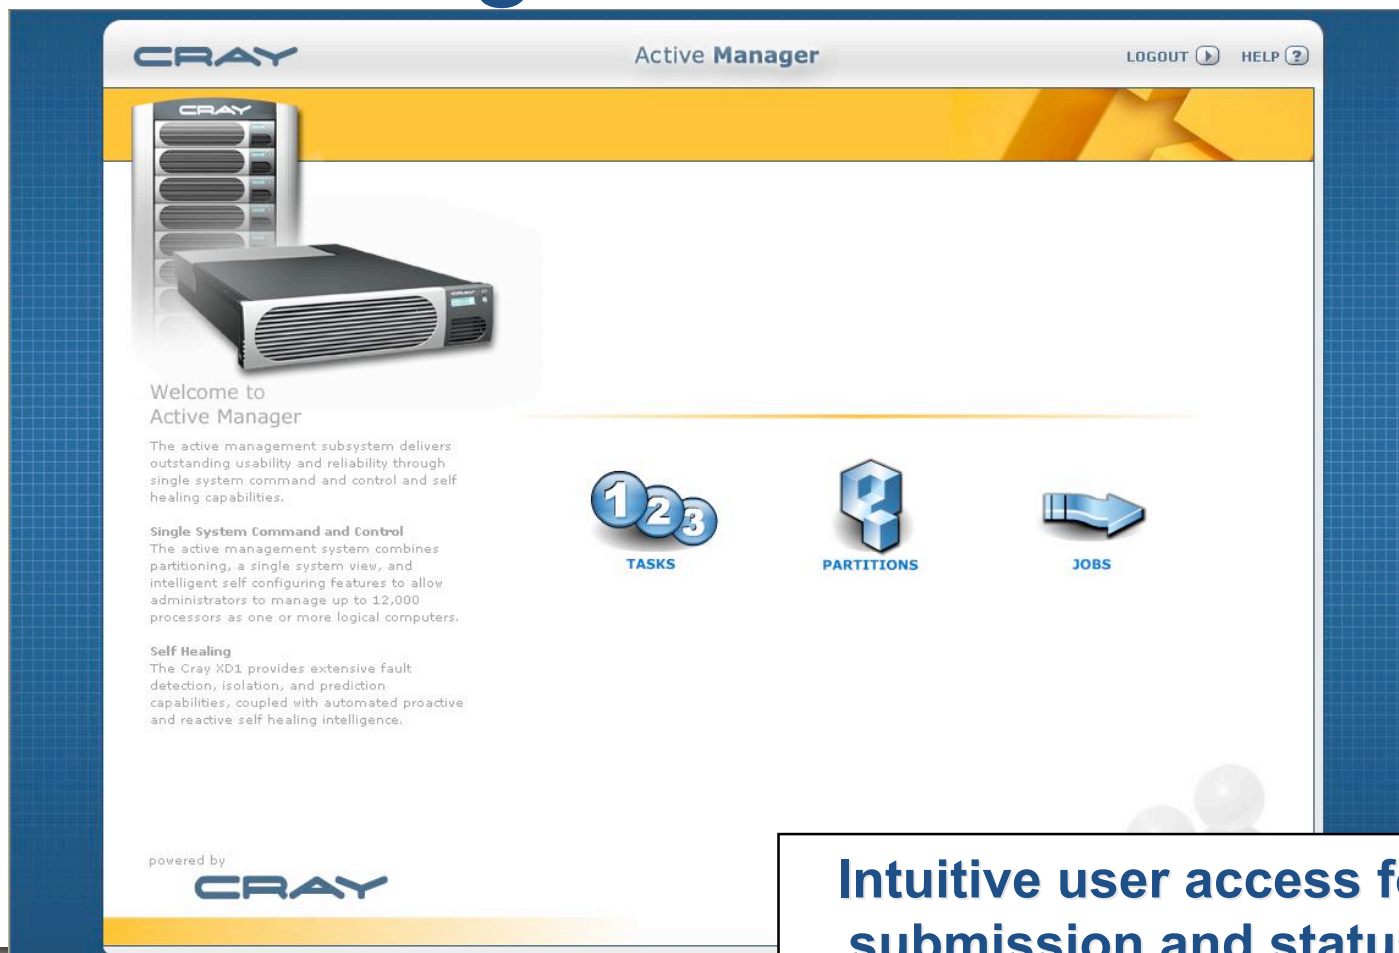 CRAY
Active Manager
LOGOUT
HELP ?
CRAY
Welcome to
Active Manager
The active management subsystem delivers
outstanding usability and reliability through
single system command and control and self
healing capabilities.
Single System Command and Control
The active management system combines
partitioning, a single system view, and
intelligent self configuring features to allow
administrators to manage up to 12,000
processors as one or more logical computers.
Self Healing
The Cray XD1 provides extensive fault
detection, isolation, and prediction
capabilities, coupled with automated proactive
and reactive self healing intelligence.
1 2 3
TASKS
PARTITIONS
JOBS
powered by
CRAY
Intuitive user access
submission and